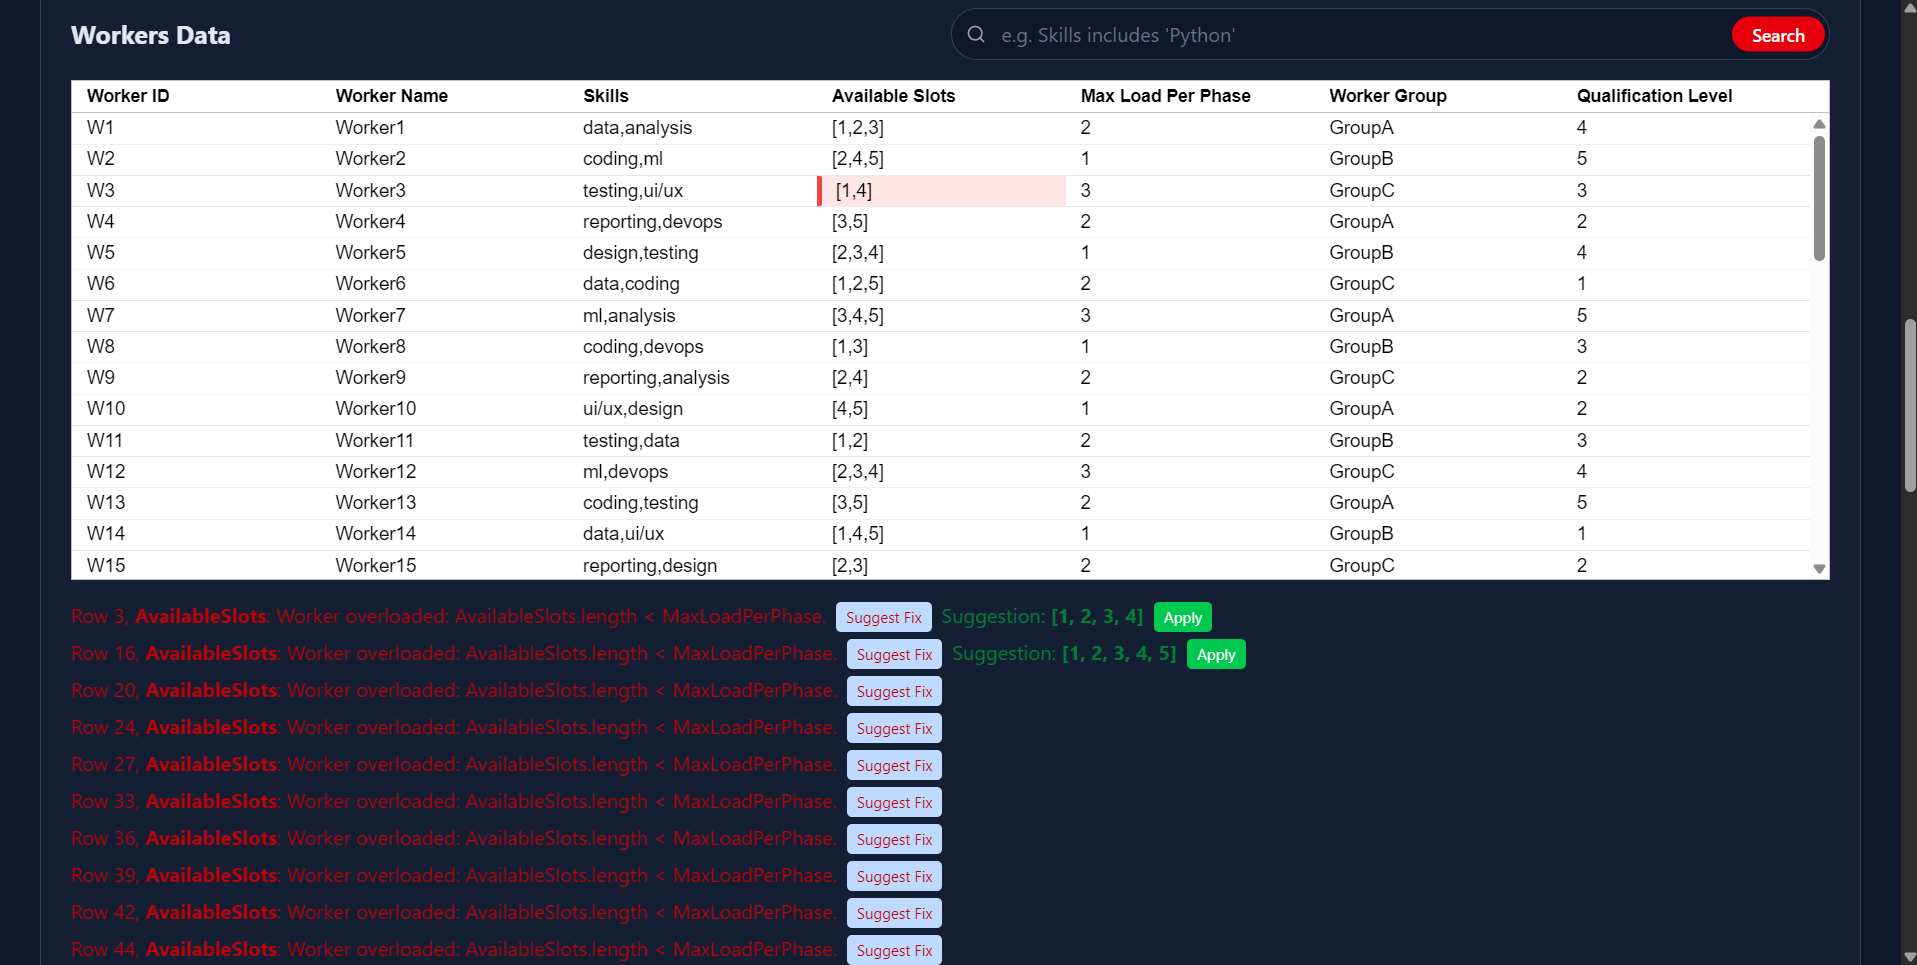 Workers Data
e.g. Skills includes 'Python'
Search
Worker ID Worker Name Skills Available Slots Max Load Per Phase Worker Group Qualification Level
W1 Worker1 data,analysis [1,2,3] 2 GroupA 4
W2 Worker2 coding,ml [2,4,5] 1 GroupB 5
W3 Worker3 testing,ui/ux [1,4] 3 GroupC 3
W4 Worker4 reporting,devops [3,5] 2 GroupA 2
W5 Worker5 design,testing [2,3,4] 1 GroupB 4
W6 Worker6 data,coding [1,2,5] 2 GroupC 1
W7 Worker7 ml,analysis [3,4,5] 3 GroupA 5
W8 Worker8 coding,devops [1,3] 1 GroupB 3
W9 Worker9 reporting,analysis [2,4] 2 GroupC 2
W10 Worker10 ui/ux,design [4,5] 1 GroupA 2
W11 Worker11 testing,data [1,2] 2 GroupB 3
W12 Worker12 ml,devops [2,3,4] 3 GroupC 4
W13 Worker13 coding,testing [3,5] 2 GroupA 5
W14 Worker14 data,ui/ux [1,4,5] 1 GroupB 1
W15 Worker15 reporting,design [2,3] 2 GroupC 2
Row 3, AvailableSlots: Worker overloaded: AvailableSlots.length < MaxLoadPerPhase. Suggest Fix Suggestion: [1, 2, 3, 4] Apply
Row 16, AvailableSlots: Worker overloaded: AvailableSlots.length < MaxLoadPerPhase. Suggest Fix Suggestion: [1, 2, 3, 4, 5] Apply
Row 20, AvailableSlots: Worker overloaded: AvailableSlots.length < MaxLoadPerPhase. Suggest Fix
Row 24, AvailableSlots: Worker overloaded: AvailableSlots.length < MaxLoadPerPhase. Suggest Fix
Row 27, AvailableSlots: Worker overloaded: AvailableSlots.length < MaxLoadPerPhase. Suggest Fix
Row 33, AvailableSlots: Worker overloaded: AvailableSlots.length < MaxLoadPerPhase. Suggest Fix
Row 36, AvailableSlots: Worker overloaded: AvailableSlots.length < MaxLoadPerPhase. Suggest Fix
Row 39, AvailableSlots: Worker overloaded: AvailableSlots.length < MaxLoadPerPhase. Suggest Fix
Row 42, AvailableSlots: Worker overloaded: AvailableSlots.length < MaxLoadPerPhase. Suggest Fix
Row 44, AvailableSlots: Worker overloaded: AvailableSlots.length < MaxLoadPerPhase. Suggest Fix